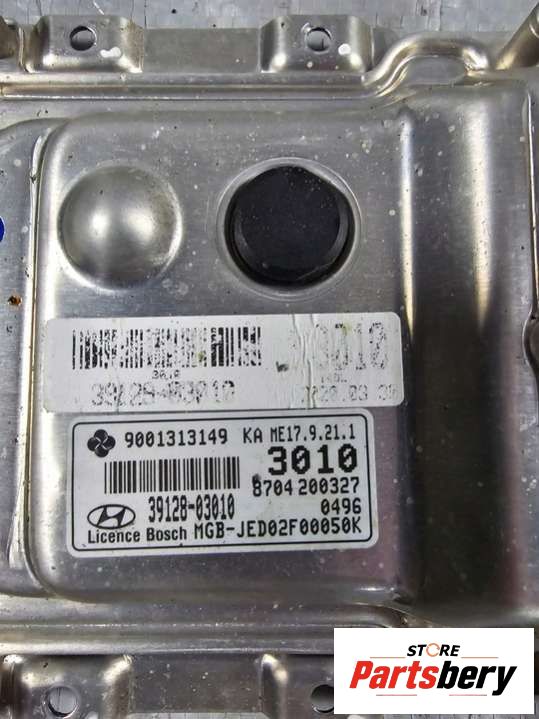 3010
39128-03010
9001313149 KA ME17.9.21.1
3010
8704 200327
39128-03010 0496
Licence Bosch MGB-JED02F00050K
STORE
Partsbery